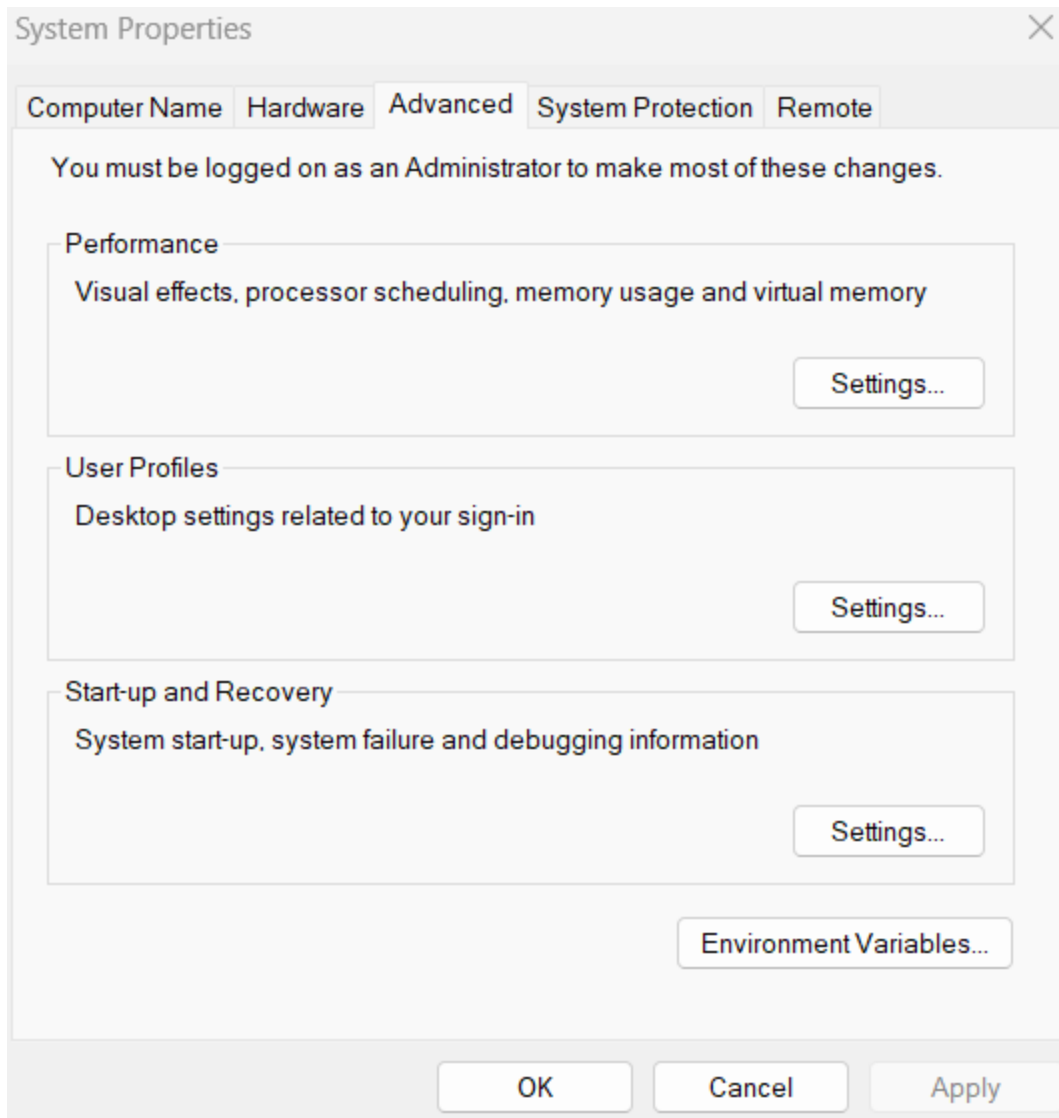 System Properties
Computer Name Hardware Advanced System Protection Remote
You must be logged on as an Administrator to make most of these changes.
Performance
Visual effects, processor scheduling, memory usage and virtual memory
Settings...
User Profiles
Desktop settings related to your sign-in
Settings...
Start-up and Recovery
System start-up, system failure and debugging information
Settings...
Environment Variables...
OK Cancel Apply